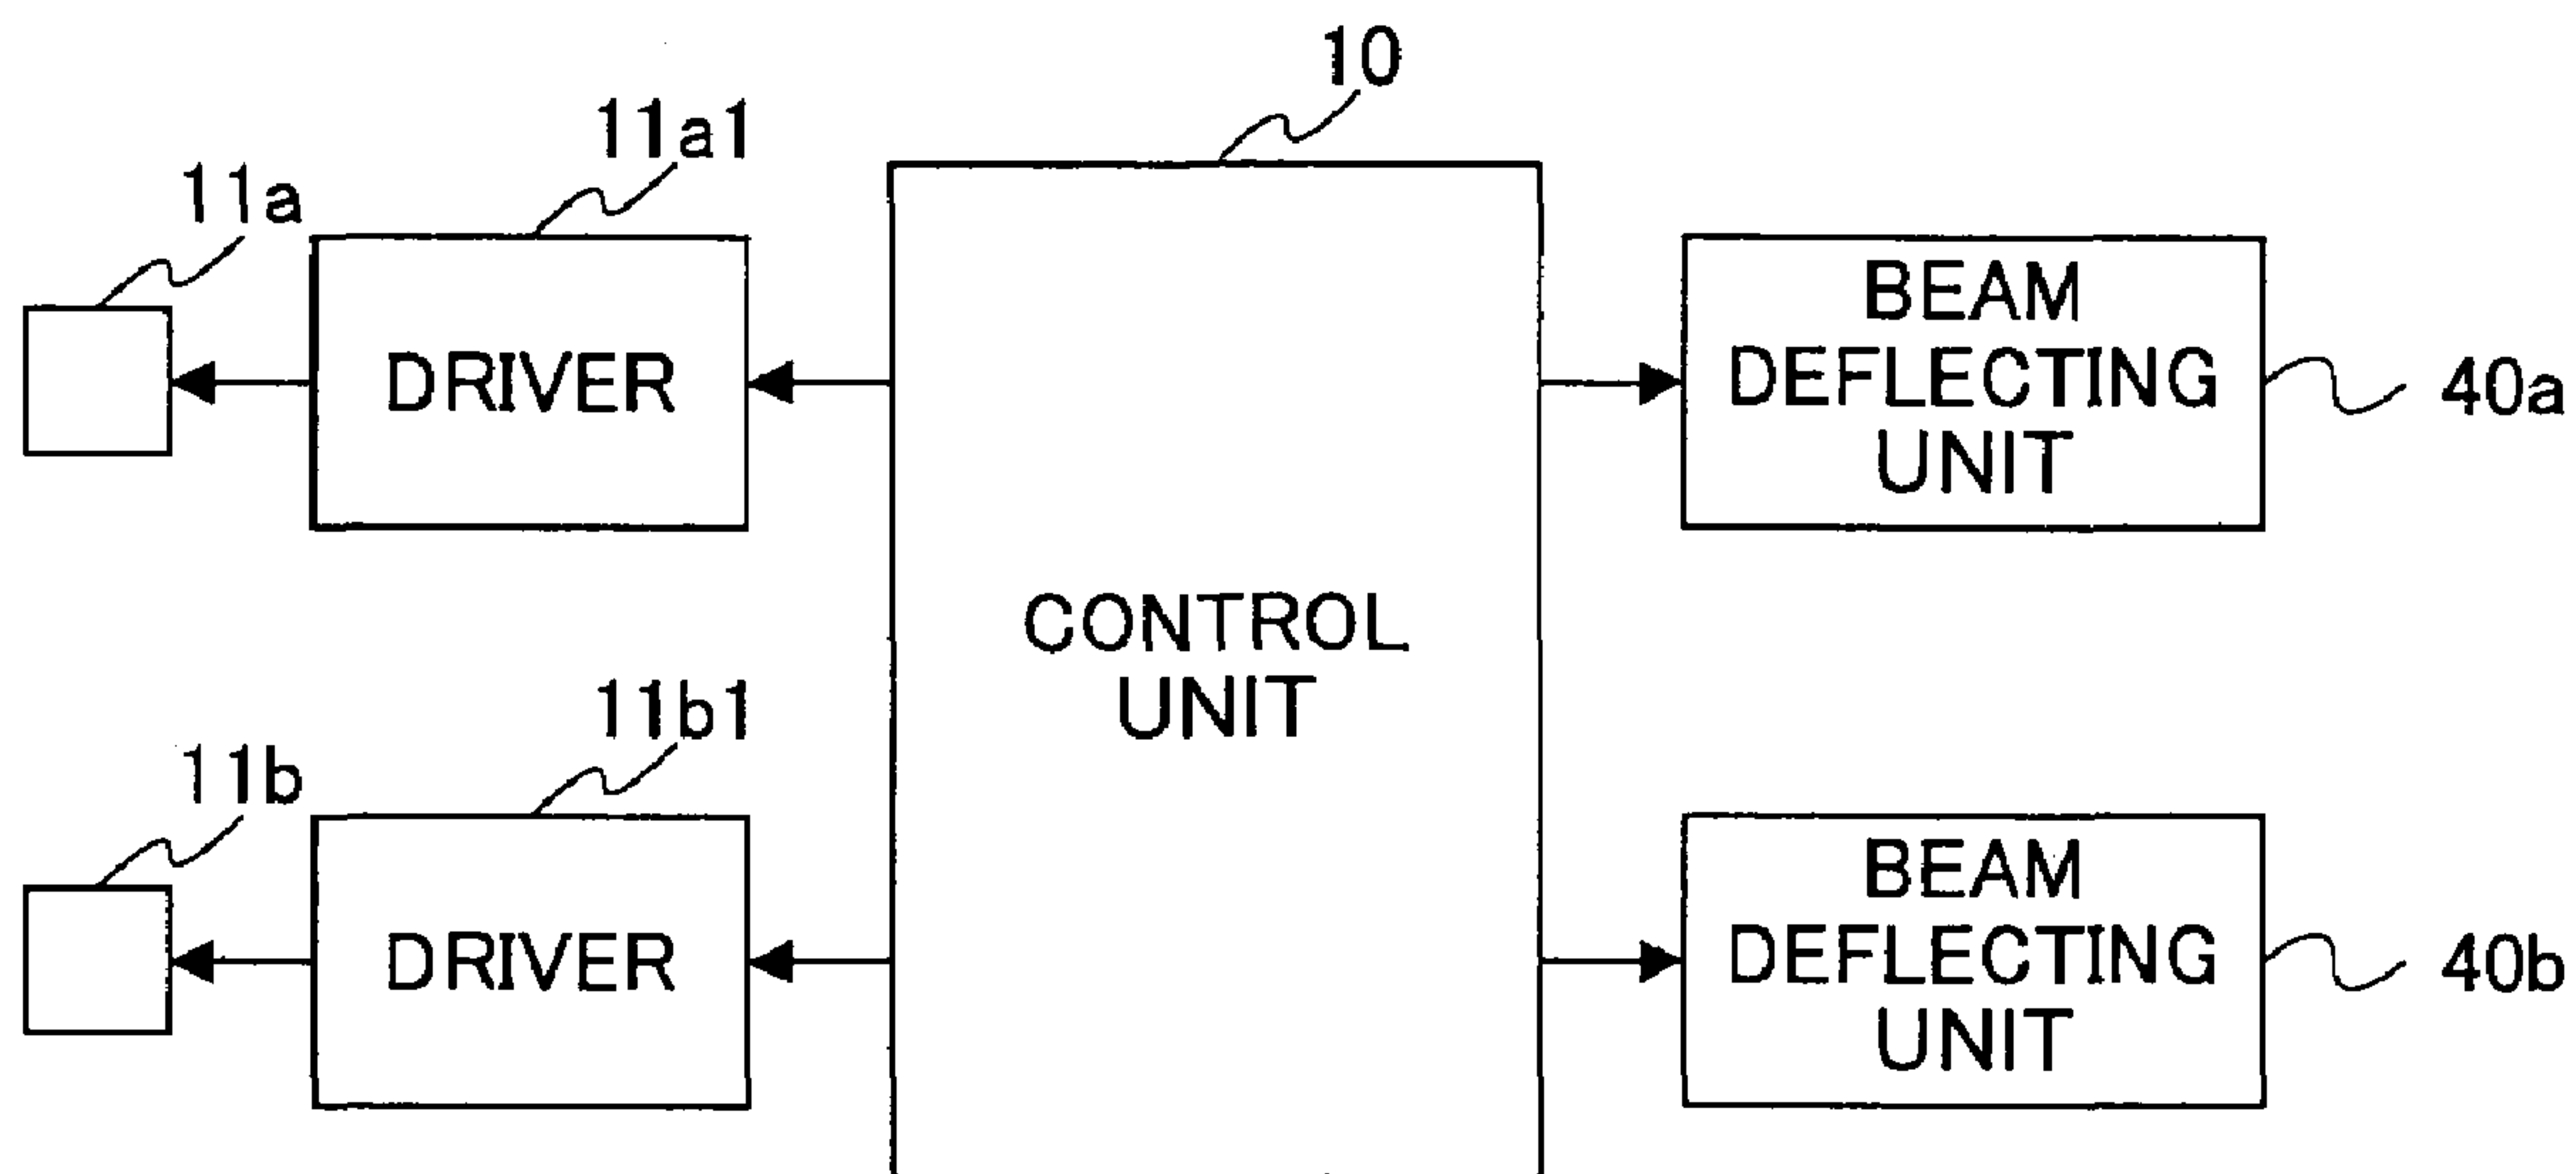 10
11a1
11a
BEAM
DEFLECTING
UNIT
DRIVER
40a
CONTROL
UNIT
11b1
11b
BEAM
DEFLECTING
UNIT
DRIVER
40b